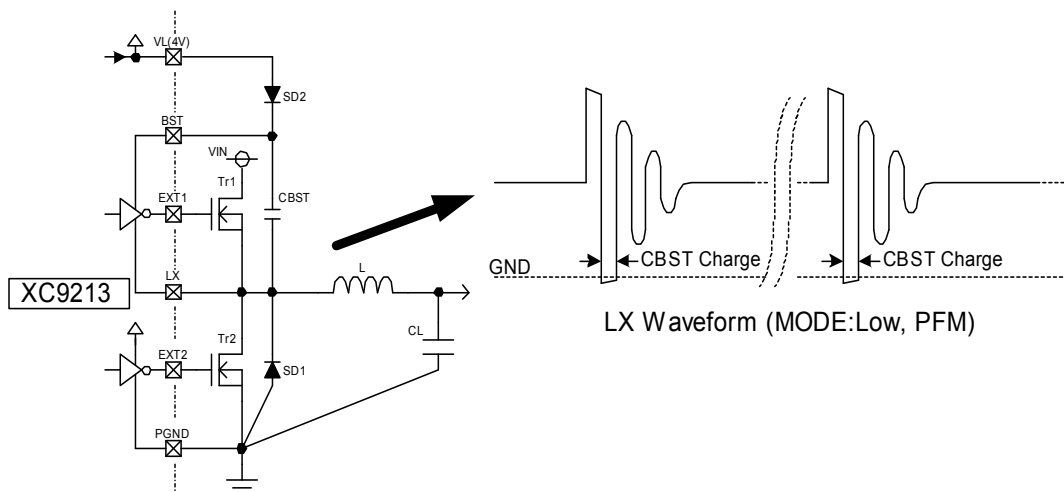 VL(4V)
SD2
BST
VIN
Tr1
EXT1
CBST
LX
L
XC9213
Tr2
CL
EXT2
SD1
PGND
GND
CBST Charge
CBST Charge
LX Waveform (MODE:Low, PFM)